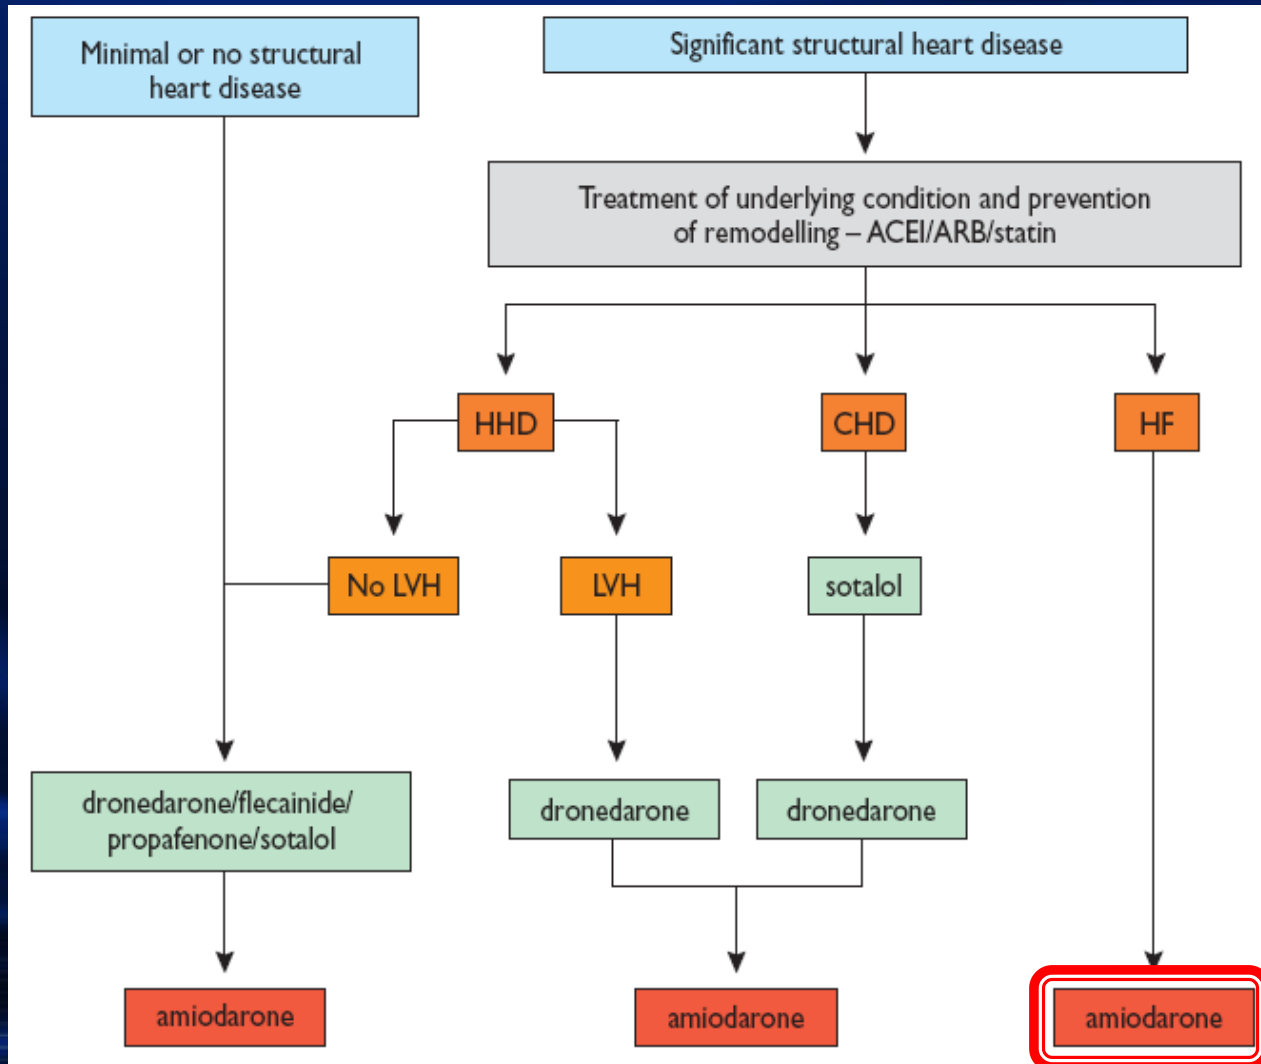 Minimal or no structural
heart disease
Significant structural heart disease
Treatment of underlying condition and prevention
of remodelling – ACEI/ARB/statin
HHD
CHD
HF
No LVH
LVH
sotalol
dronedarone/flecainide/
propafenone/sotalol
dronedarone
dronedarone
amiodarone
amiodarone
amiodarone